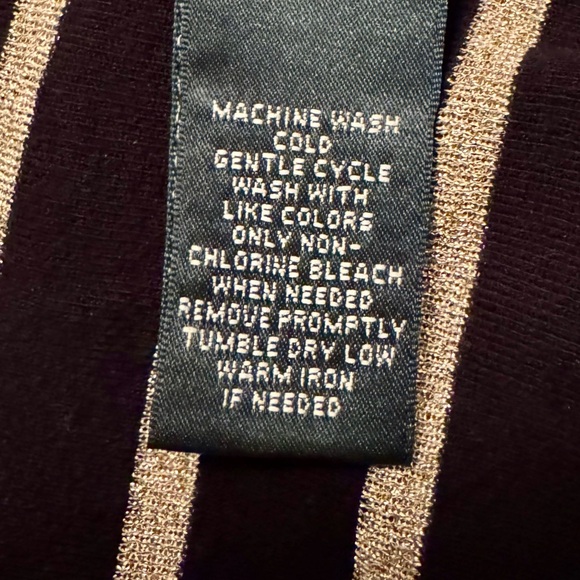 MACHINE WASH
COLD
GENTLE CYCLE
WASH WITH
LIKE COLORS
ONLY NON-
CHLORINE BLEACH
WHEN NEEDED
REMOVE PROMPTLY
TUMBLE DRY LOW
WARM IRON
IF NEEDED